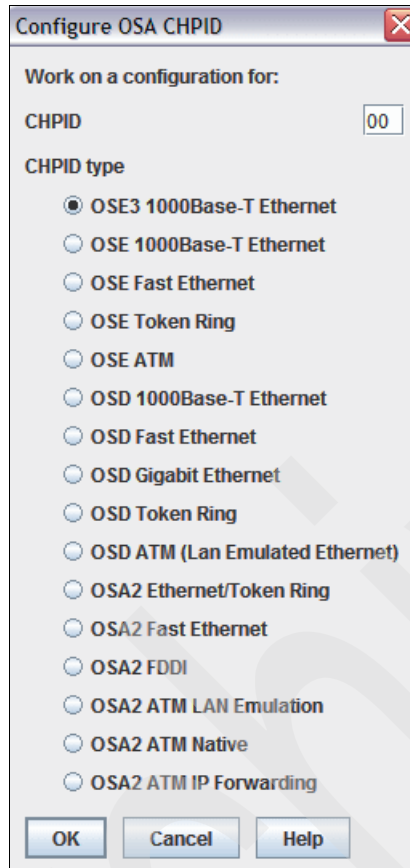 Configure OSA CHPID
Work on a configuration for:
CHPID 00
CHPID type
OSE3 1000Base-T Ethernet
OSE 1000Base-T Ethernet
OSE Fast Ethernet
OSE Token Ring
OSE ATM
OSD 1000Base-T Ethernet
OSD Fast Ethernet
OSD Gigabit Ethernet
OSD Token Ring
OSD ATM (Lan Emulated Ethernet)
OSA2 Ethernet/Token Ring
OSA2 Fast Ethernet
OSA2 FDDI
OSA2 ATM LAN Emulation
OSA2 ATM Native
OSA2 ATM IP Forwarding
OK Cancel Help